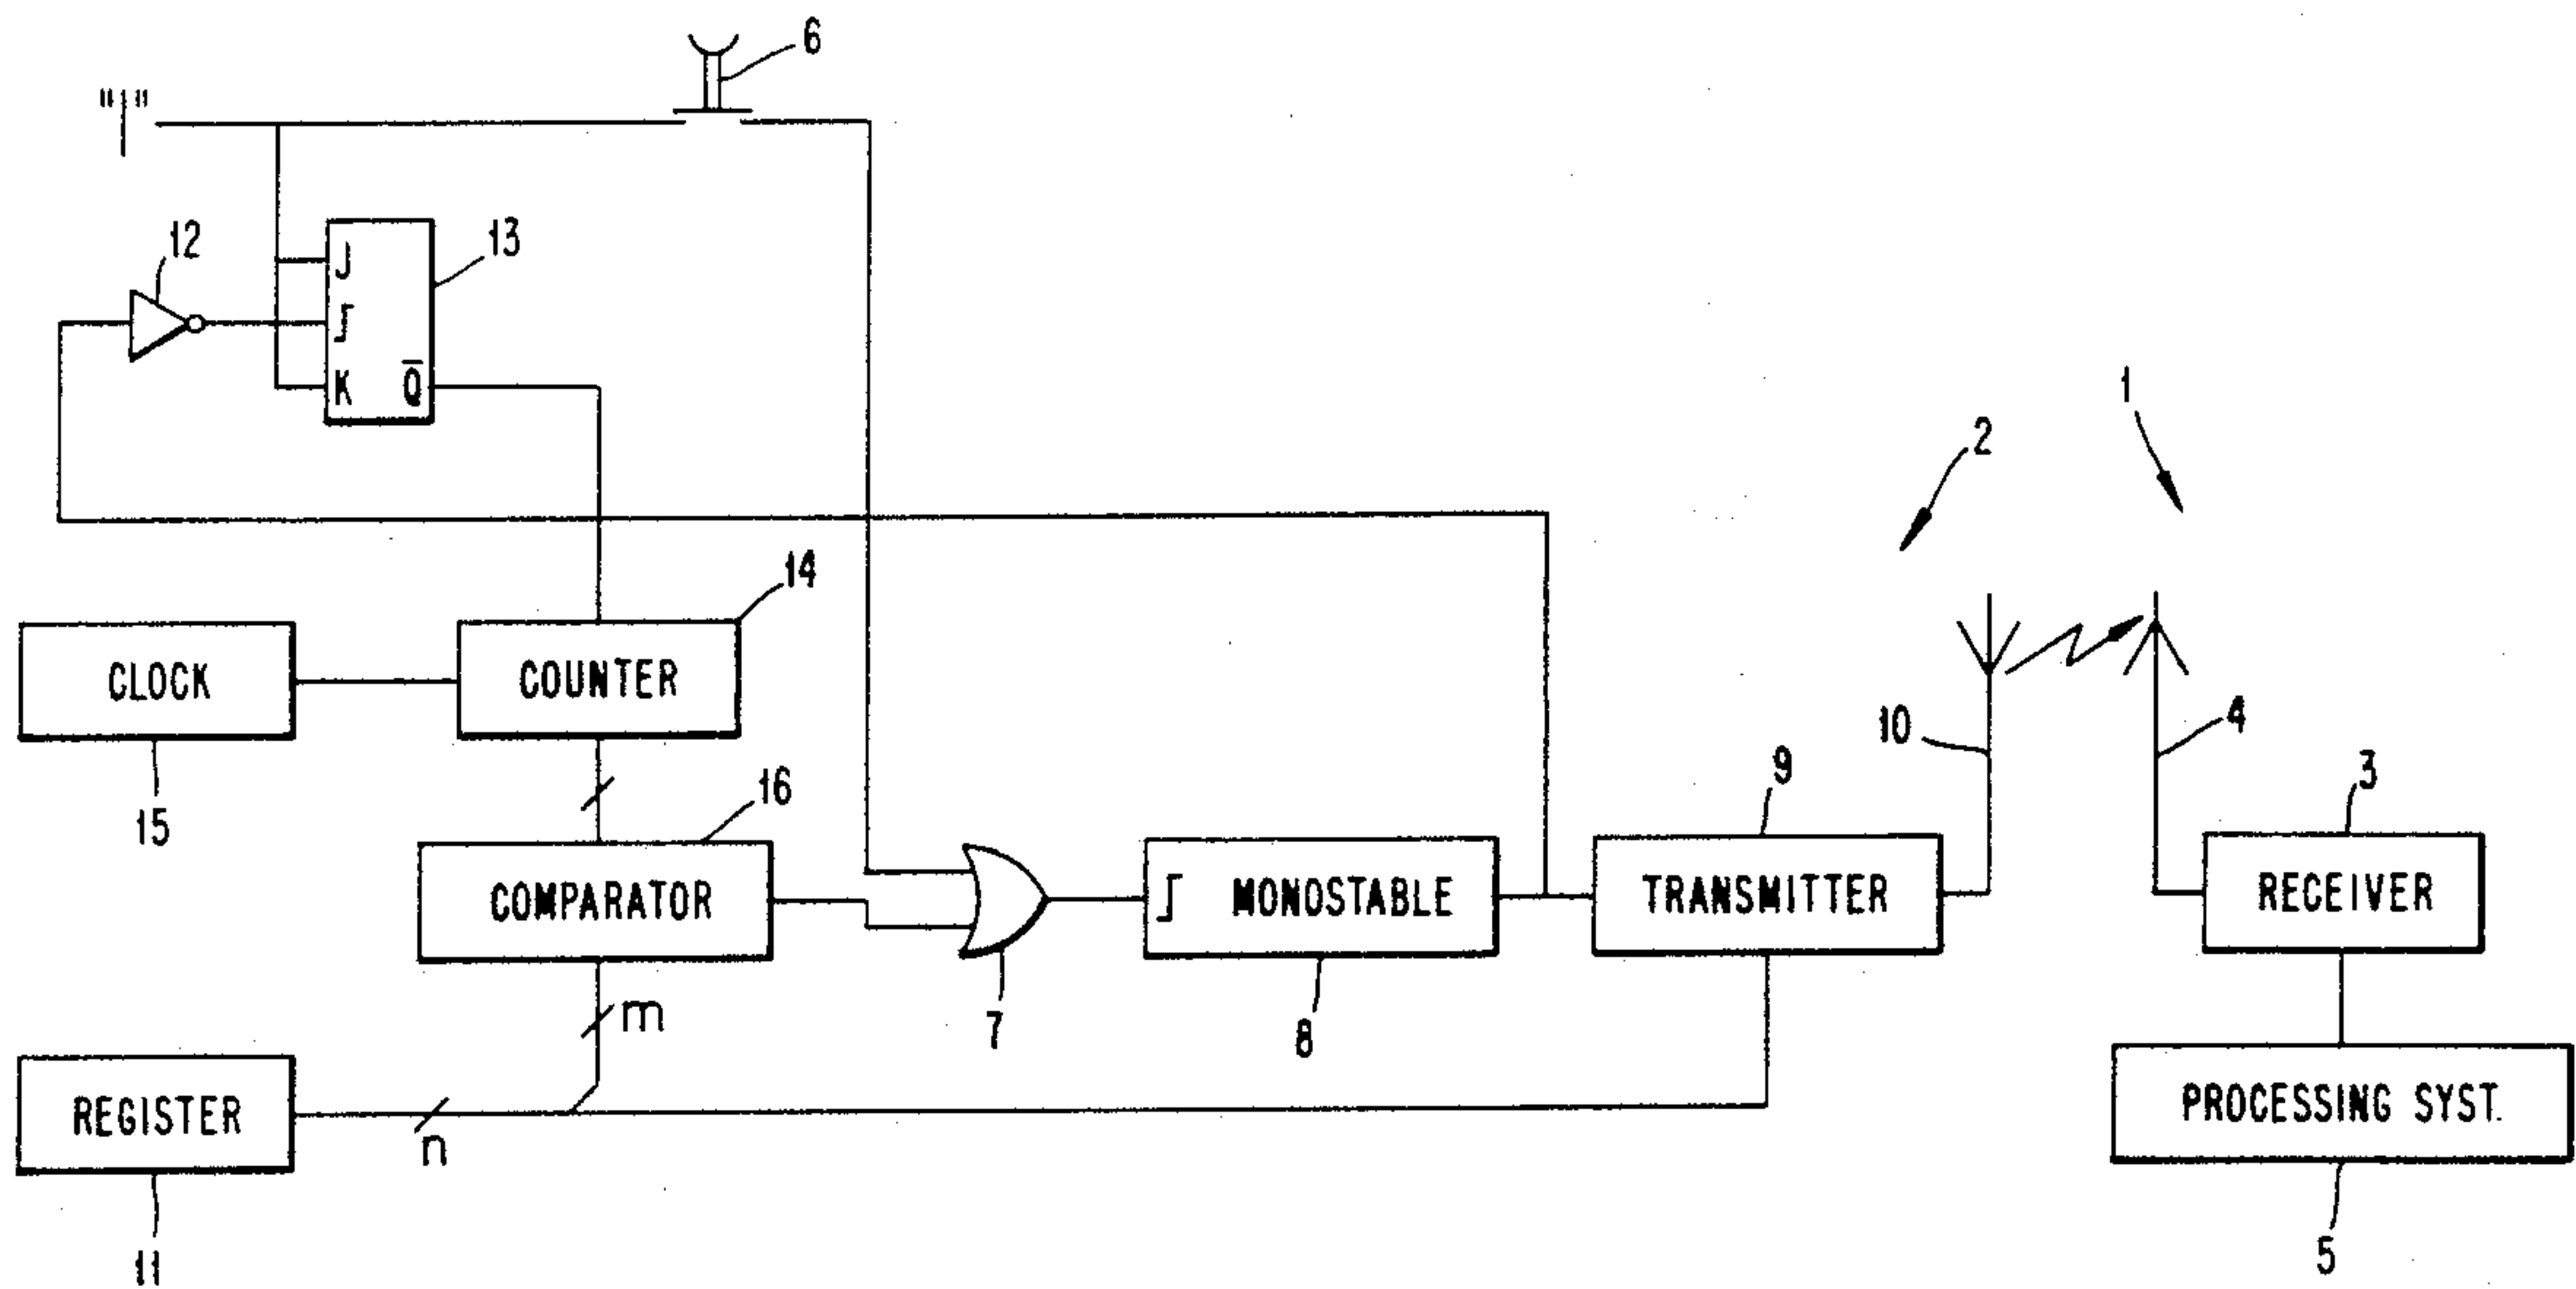 6
"1"
12
13
J
K
Q̅
1
2
14
CLOCK
COUNTER
15
10
4
16
9
3
COMPARATOR
MONOSTABLE
TRANSMITTER
RECEIVER
m
7
8
REGISTER
n
PROCESSING SYST.
11
5